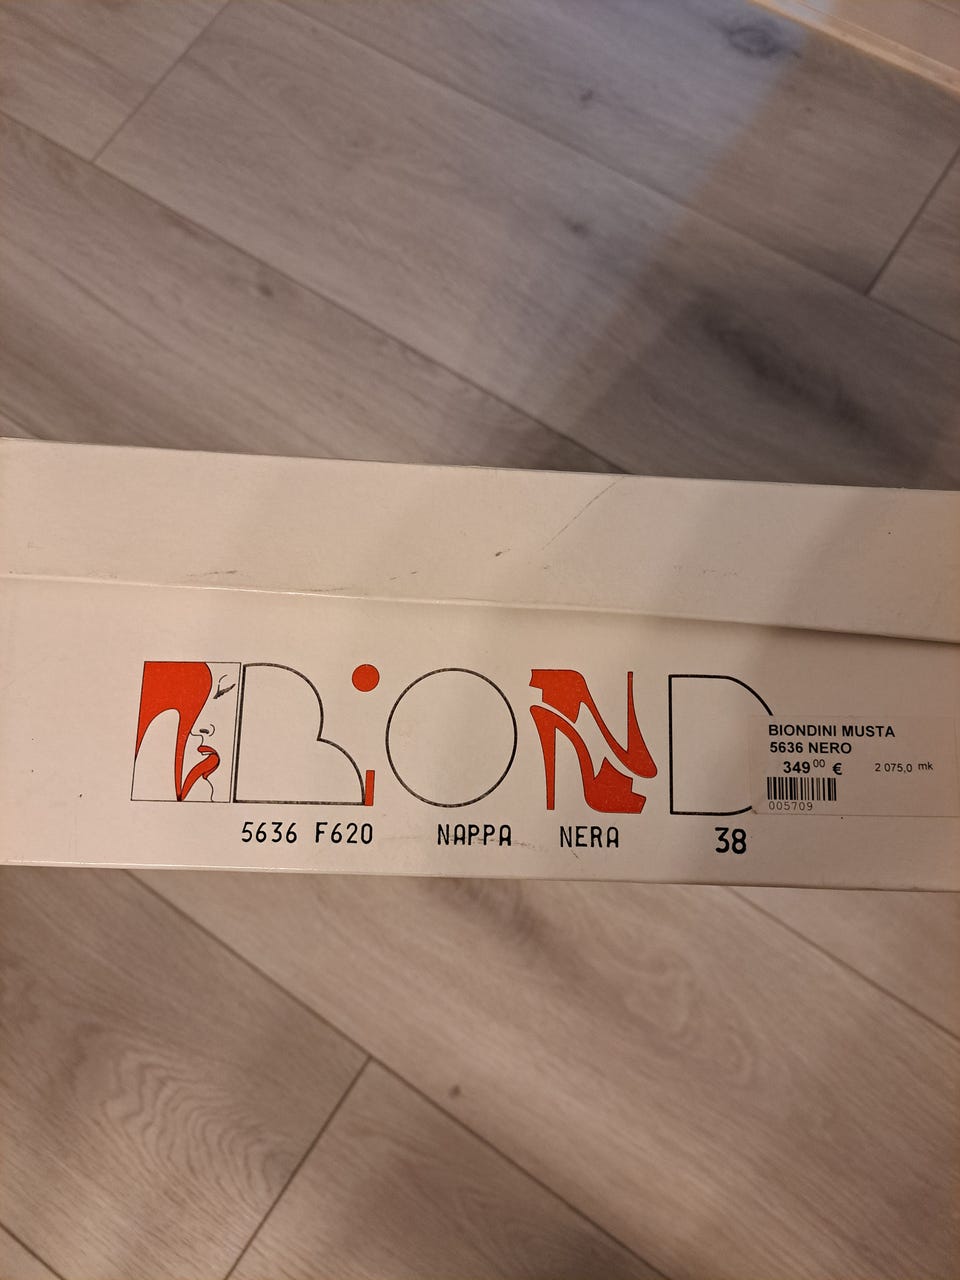 BiOND
BIONDINI MUSTA
5636 NERO
349 00 € 2 075,0 mk
005709
5636 F620 NAPPA NERA 38